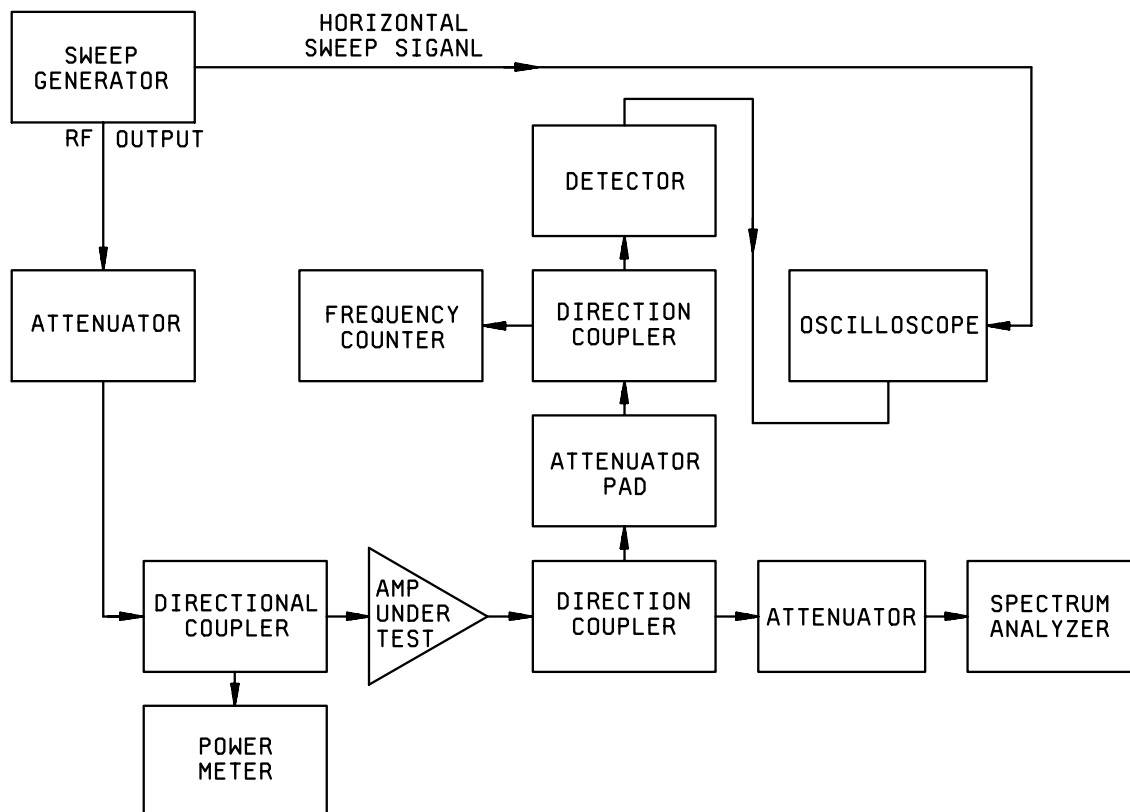 HORIZONTAL
SWEEP SIGANL
SWEEP
GENERATOR
RF OUTPUT
DETECTOR
ATTENUATOR
FREQUENCY
COUNTER
DIRECTION
COUPLER
OSCILLOSCOPE
ATTENUATOR
PAD
DIRECTIONAL
COUPLER
AMP
UNDER
TEST
DIRECTION
COUPLER
ATTENUATOR
SPECTRUM
ANALYZER
POWER
METER